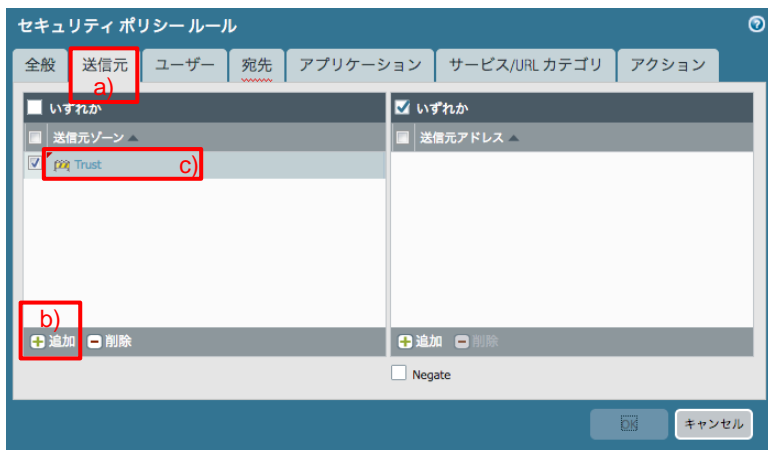 セキュリティ ポリシー ルール
全般 送信元 ユーザー 宛先 アプリケーション サービス/URL カテゴリ アクション
a)
いずれか いずれか
送信元ゾーン 送信元アドレス
Trust c)
b)
追加 削除 追加 削除
Negate
OK キャンセル